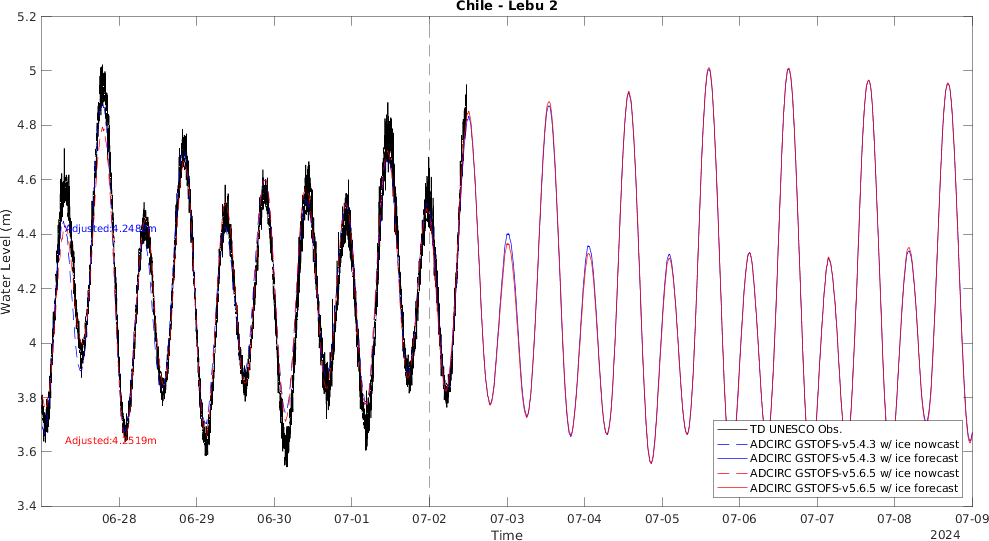 Chile - Lebu 2
5.2
5
4.8
4.6
4.4
4.2
4
3.8
3.6
3.4
Water Level (m)
Adjusted:4.248 m
Adjusted:4.2519m
TD UNESCO Obs.
ADCIRC GSTOFS-v5.4.3 w/ ice nowcast
ADCIRC GSTOFS-v5.4.3 w/ ice forecast
ADCIRC GSTOFS-v5.6.5 w/ ice nowcast
ADCIRC GSTOFS-v5.6.5 w/ ice forecast
06-28 06-29 06-30 07-01 07-02 07-03 07-04 07-05 07-06 07-07 07-08 07-09
Time
2024